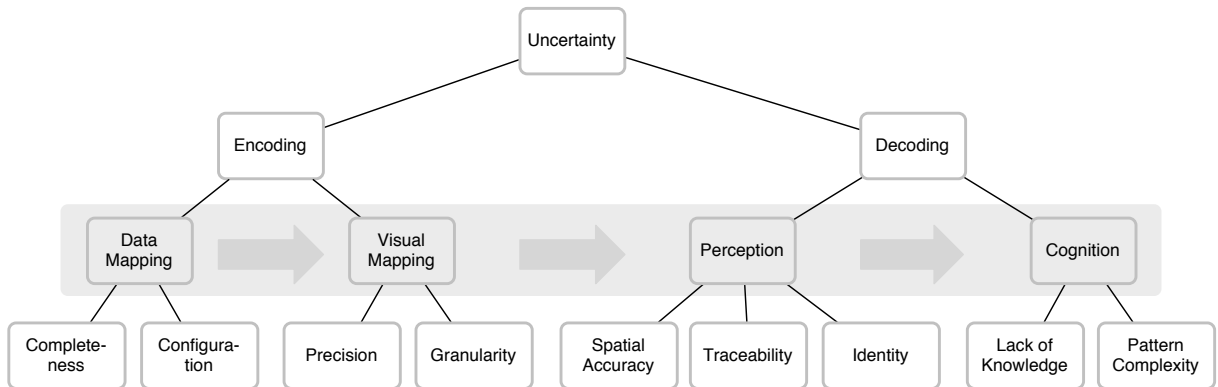 Uncertainty
Encoding
Decoding
Data
Mapping
Visual
Mapping
Perception
Cognition
Complete-
ness
Configura-
tion
Precision
Granularity
Spatial
Accuracy
Traceability
Identity
Lack of
Knowledge
Pattern
Complexity